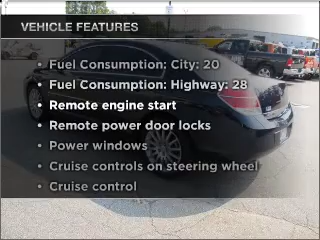 VEHICLE FEATURES
• Fuel Consumption: City: 20
• Fuel Consumption: Highway: 28
• Remote engine start
• Remote power door locks
• Power windows
• Cruise controls on steering wheel
• Cruise control